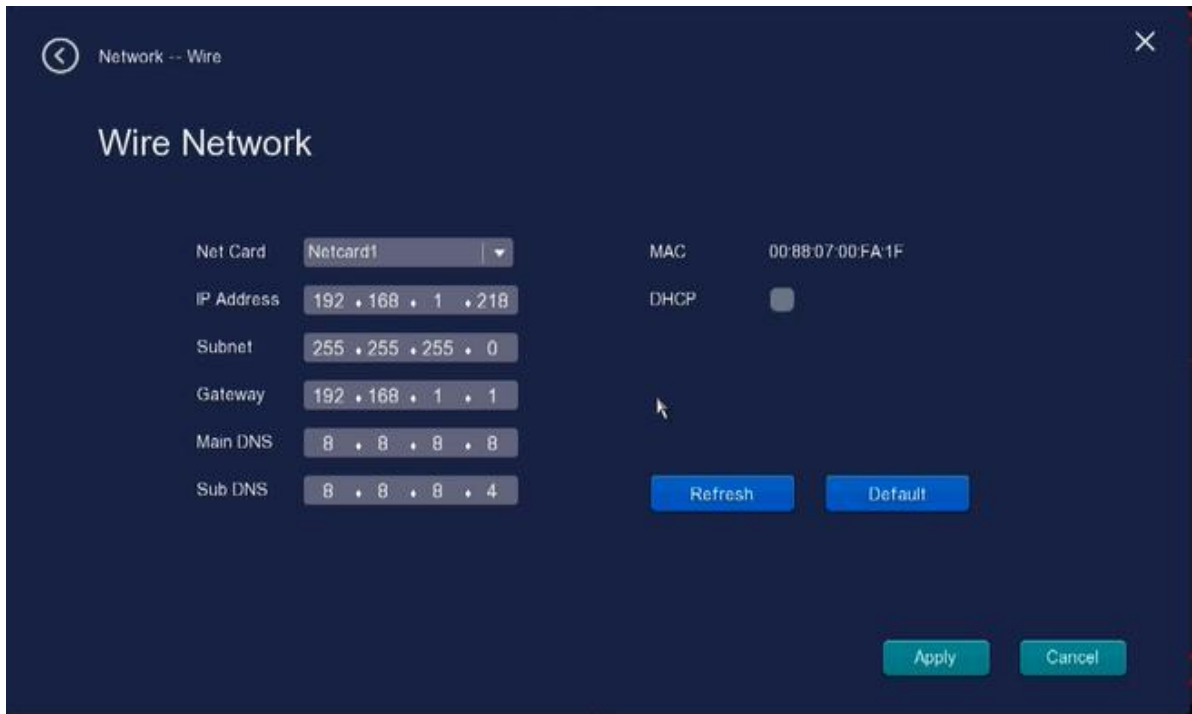 Network -- Wire
Wire Network
Net Card Netcard1
MAC 00:88:07:00:FA:1F
IP Address 192 . 168 . 1 . 218
DHCP
Subnet 255 . 255 . 255 . 0
Gateway 192 . 168 . 1 . 1
Main DNS 8 . 8 . 8 . 8
Sub DNS 8 . 8 . 8 . 4
Refresh Default
Apply Cancel